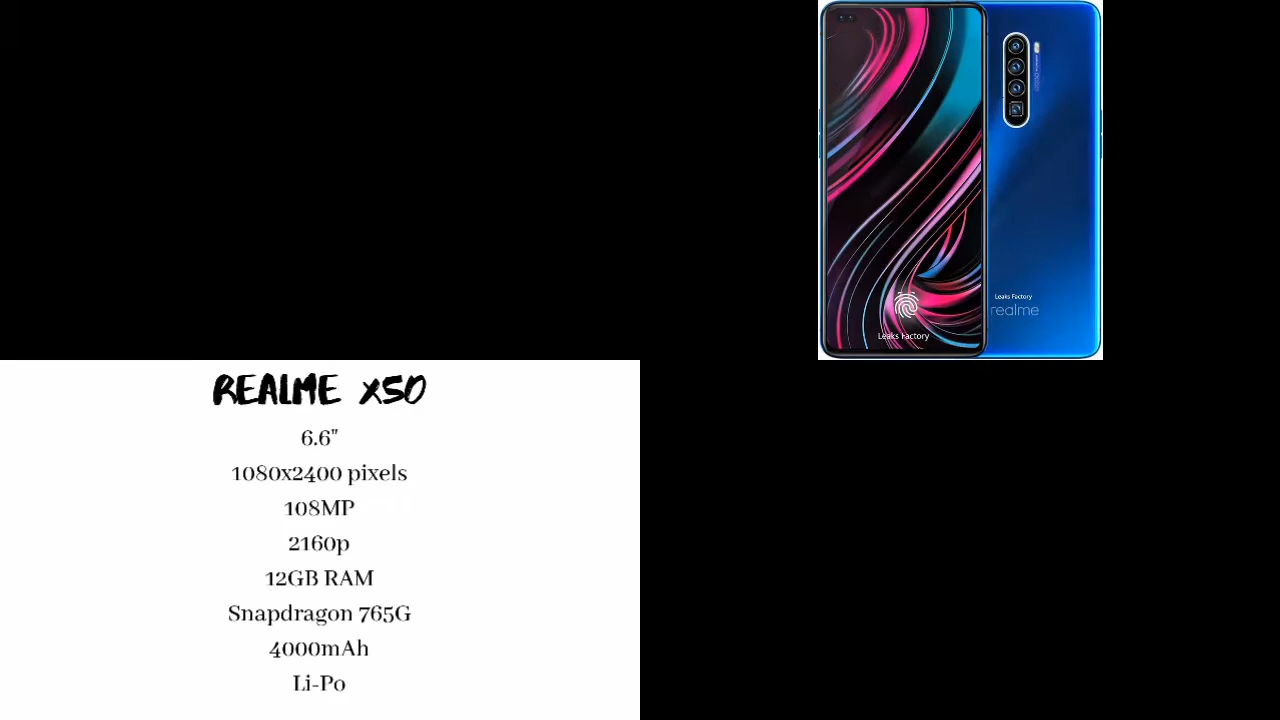 Leaks Factory
realme
Leaks Factory
REALME X50
6.6"
1080x2400 pixels
108MP
2160p
12GB RAM
Snapdragon 765G
4000mAh
Li-Po